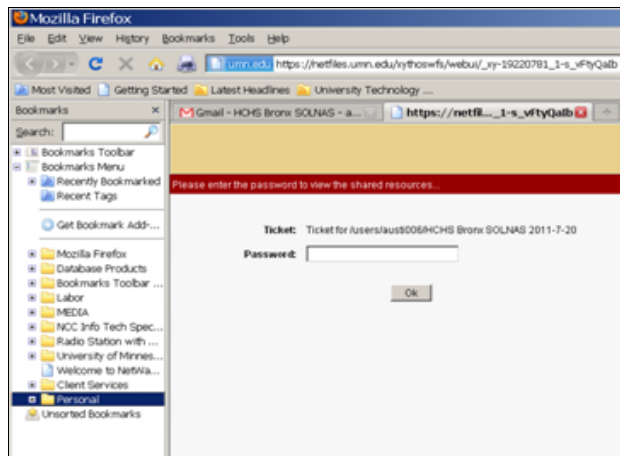 Mozilla Firefox
File Edit View History Bookmarks Tools Help
umn.edu https://netfiles.umn.edu/xythoswfs/webui/_xy-19220781_1-s_vFtyQaIb
Most Visited Getting Started Latest Headlines University Technology ....
Bookmarks
Gmail - HCHS Bronx SOLNAS - a...
https://netfil..._1-s_vFtyQaIb
Search:
Bookmarks Toolbar
Bookmarks Menu
Recently Bookmarked
Recent Tags
Get Bookmark Add-...
Mozilla Firefox
Database Products
Bookmarks Toolbar ...
Labor
MEDIA
NCC Info Tech Spec...
Radio Station with ...
University of Minnes...
Welcome to NetWa...
Client Services
Personal
Unsorted Bookmarks
Please enter the password to view the shared resources...
Ticket: Ticket for /users/austi006/HCHS Bronx SOLNAS 2011-7-20
Password:
Ok